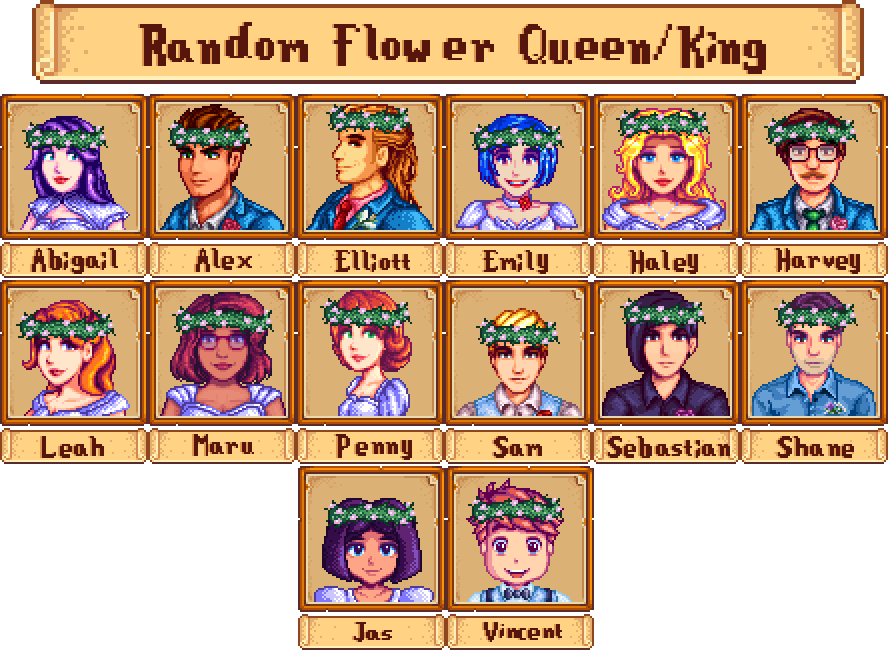 Random Flower Queen/King
Abigail Alex Elliott Emily Haley Harvey
Leah Maru Penny Sam Sebastian Shane
Jas Vincent